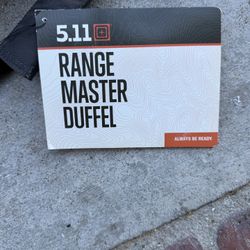 5.11
RANGE
MASTER
DUFFEL
ALWAYS BE READY.